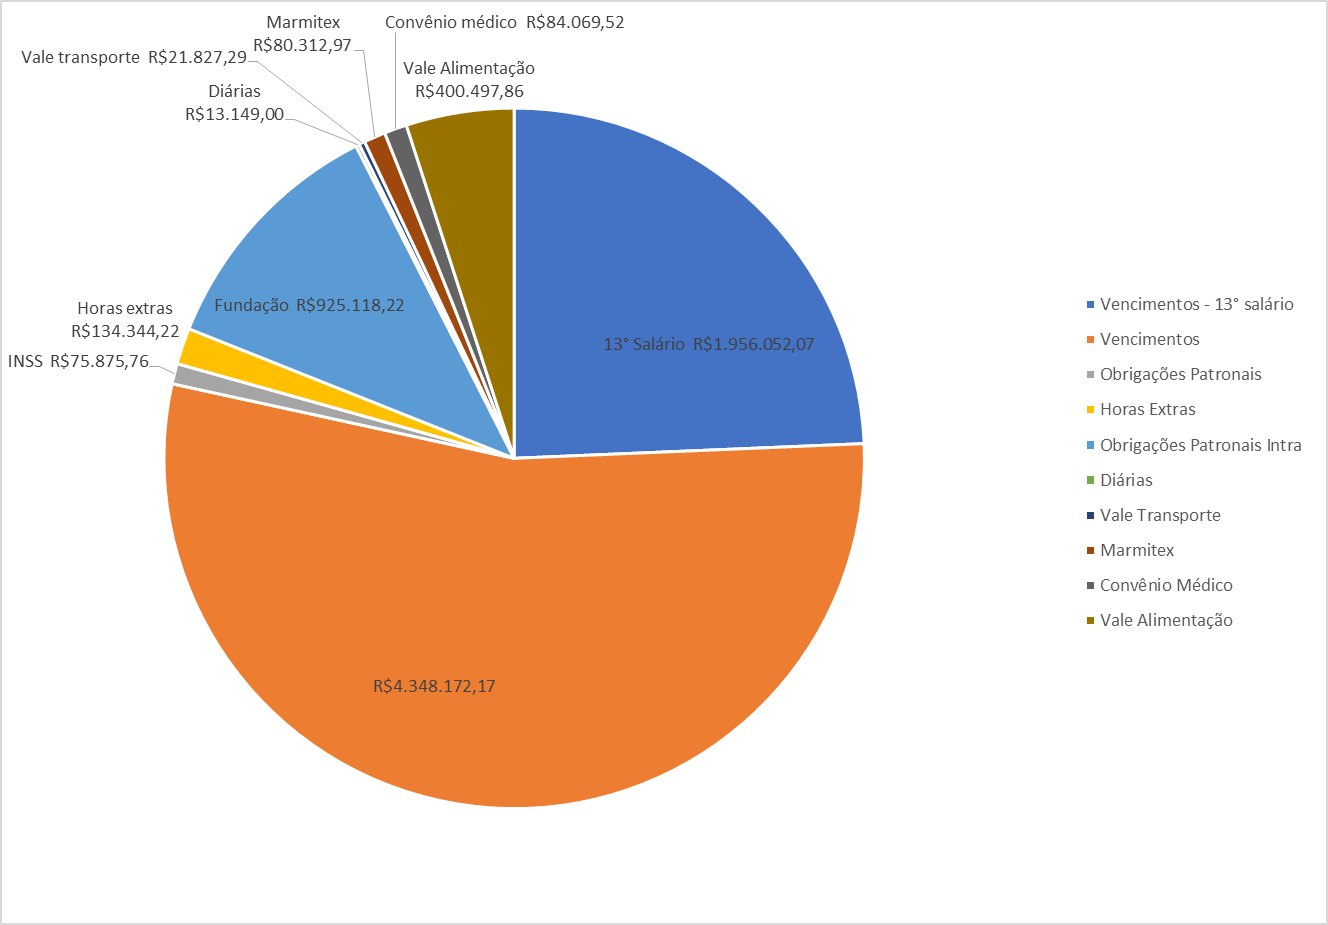 Marmitex
R$80.312,97
Convênio médico  R$84.069,52
Vale transporte  R$21.827,29
Vale Alimentação
R$400.497,86
Diárias
R$13.149,00
Horas extras
R$134.344,22
Fundação  R$925.118,22
13° Salário  R$1.956.052,07
INSS  R$75.875,76
R$4.348.172,17
Vencimentos - 13° salário
Vencimentos
Obrigações Patronais
Horas Extras
Obrigações Patronais Intra
Diárias
Vale Transporte
Marmitex
Convênio Médico
Vale Alimentação